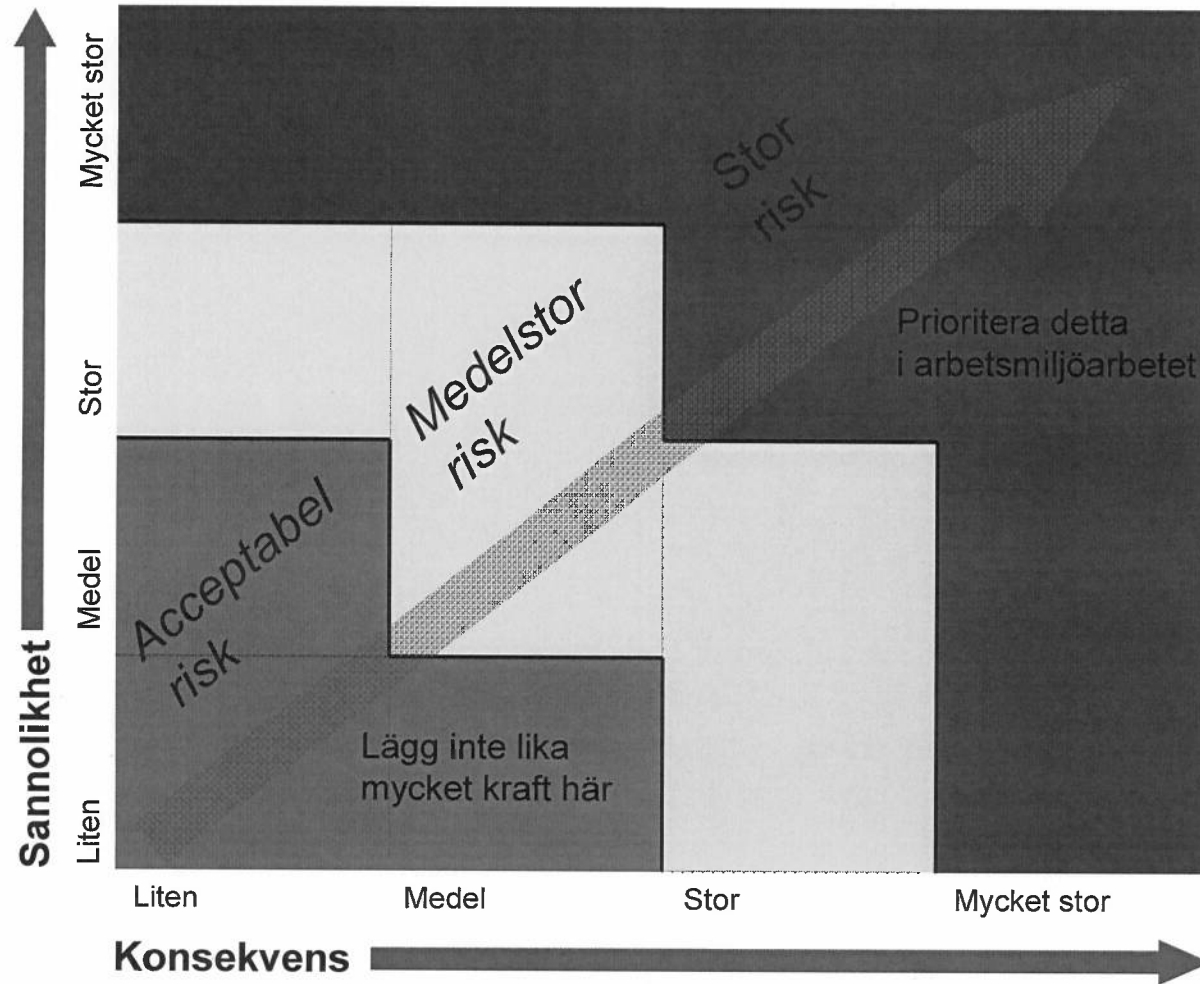 Sannolikhet
Mycket stor
Stor
Medel
Liten
Stor
risk
Prioritera detta
i arbetsmiljöarbetet
Medelstor
risk
Acceptabel
risk
Lägg inte lika
mycket kraft här
Liten
Medel
Stor
Mycket stor
Konsekvens